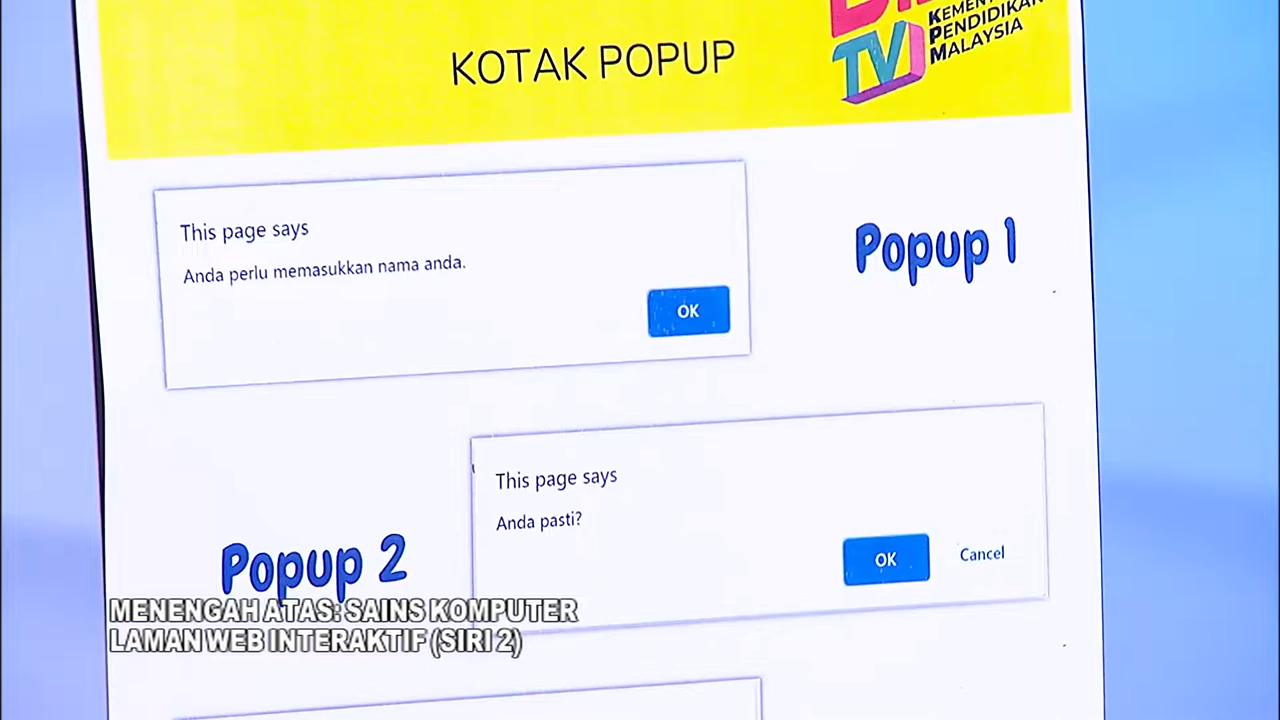 KOTAK POPUP
TV
KEMENT
PENDIDIKAN
MALAYSIA
This page says
Anda perlu memasukkan nama anda.
OK
Popup 1
This page says
Anda pasti?
OK
Cancel
Popup 2
MENENGAH ATAS: SAINS KOMPUTER
LAMAN WEB INTERAKTIF (SIRI 2)